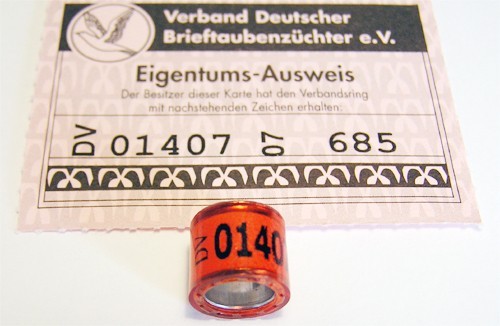 Verband Deutscher
Brieftaubenzüchter e.V.
Eigentums-Ausweis
Der Besitzer dieser Karte hat den Verbandsring
mit nachstehenden Zeichen erhalten:
DV 01407 07 685
DV 0140